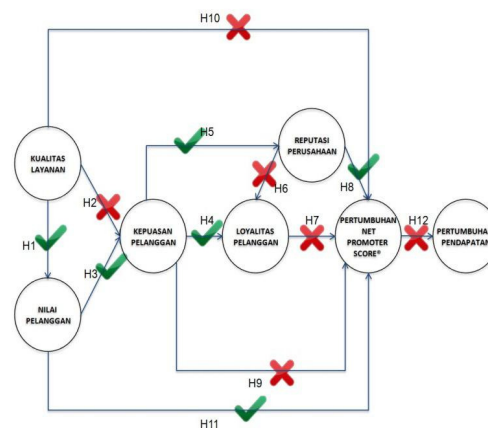 H10
H5
REPUTASI
PERUSAHAAN
KUALITAS
LAYANAN
H2
H6
H8
H1
KEPUASAN
PELANGGAN
H4
LOYALITAS
PELANGGAN
H7
PERTUMBUHAN
NET
PROMOTER
SCORE®
H12
PERTUMBUHAN
PENDAPATAN
H3
NILAI
PELANGGAN
H9
H11